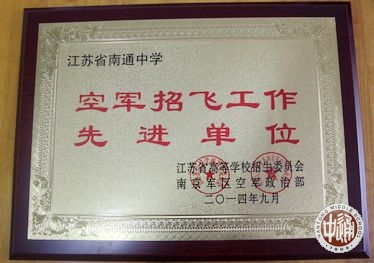 江苏省南通中学
空军招飞工作
先进单位
江苏省高等学校招生委员会
南京军区空军政治部
二〇一四年九月